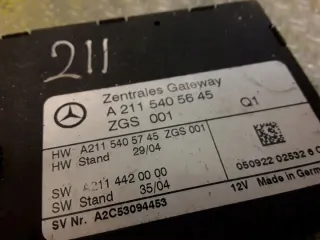 211
Zentrales Gateway
A 211 540 56 45
ZGS 001
Q1
HW A211 540 57 45 ZGS 001
HW Stand 29/04
SW A211 442 00 00
SW Stand 35/04
050922 02532 6
SV Nr. A2C53094453
12V Made in Germ